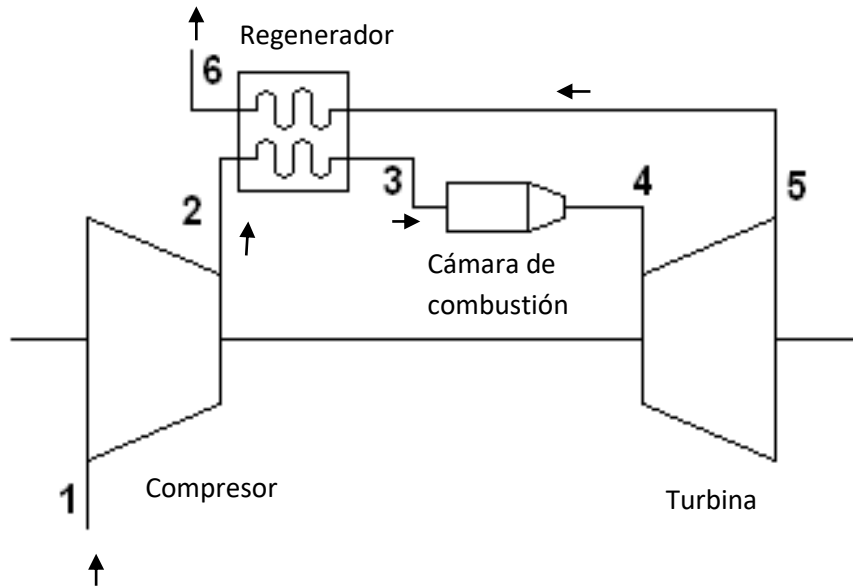 Regenerador
6
3
4
5
2
Cámara de
combustión
1
Compresor
Turbina